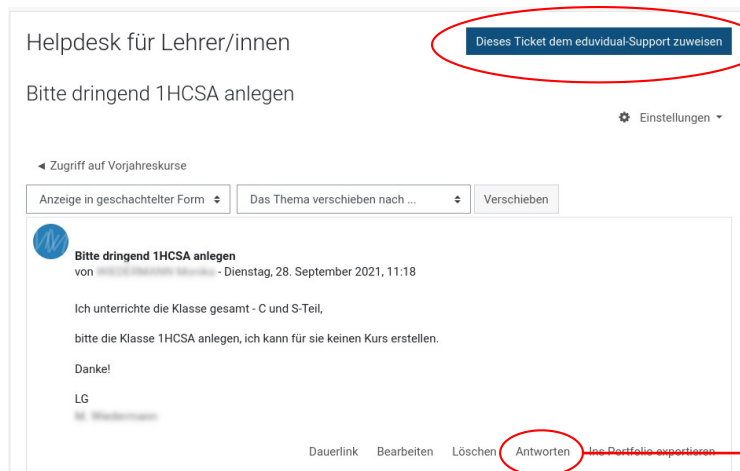 Helpdesk für Lehrer/innen
Dieses Ticket dem eduvidual-Support zuweisen
Bitte dringend 1HCSA anlegen
Einstellungen
◄ Zugriff auf Vorjahreskurse
Anzeige in geschachtelter Form
Das Thema verschieben nach ...
Verschieben
Bitte dringend 1HCSA anlegen
von - Dienstag, 28. September 2021, 11:18
Ich unterrichte die Klasse gesamt - C und S-Teil,
bitte die Klasse 1HCSA anlegen, ich kann für sie keinen Kurs erstellen.
Danke!
LG
Dauerlink Bearbeiten Löschen Antworten Ins Portfolio exportieren